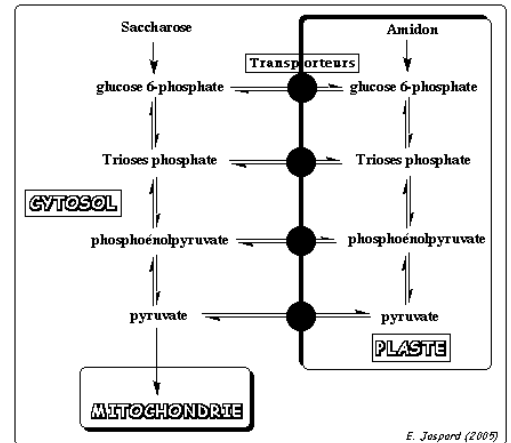 Saccharose Amidon
Transporteurs
glucose 6-phosphate glucose 6-phosphate
Trioses phosphate Trioses phosphate
CYTOSOL
phosphoénolpyruvate phosphoénolpyruvate
pyruvate pyruvate
PLASTE
MITOCHONDRIE
E. Jaspard (2005)